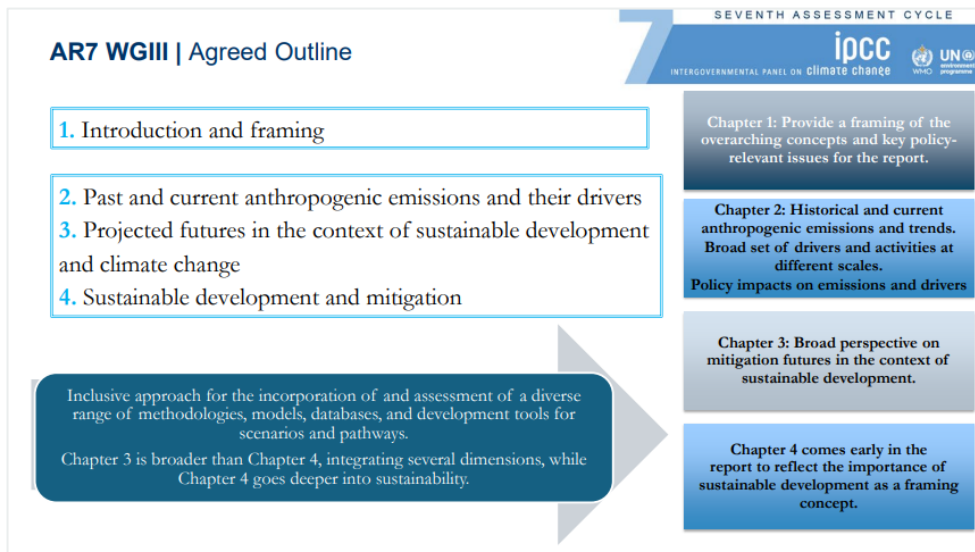 SEVENTH ASSESSMENT CYCLE
AR7 WGIII | Agreed Outline
7
ipcc
INTERGOVERNMENTAL PANEL ON climate change
WMO
UN
environment
programme
1. Introduction and framing
2. Past and current anthropogenic emissions and their drivers
3. Projected futures in the context of sustainable development
and climate change
4. Sustainable development and mitigation
Inclusive approach for the incorporation of and assessment of a diverse
range of methodologies, models, databases, and development tools for
scenarios and pathways.
Chapter 3 is broader than Chapter 4, integrating several dimensions, while
Chapter 4 goes deeper into sustainability.
Chapter 1: Provide a framing of the
overarching concepts and key policy-
relevant issues for the report.
Chapter 2: Historical and current
anthropogenic emissions and trends.
Broad set of drivers and activities at
different scales.
Policy impacts on emissions and drivers
Chapter 3: Broad perspective on
mitigation futures in the context of
sustainable development.
Chapter 4 comes early in the
report to reflect the importance of
sustainable development as a framing
concept.